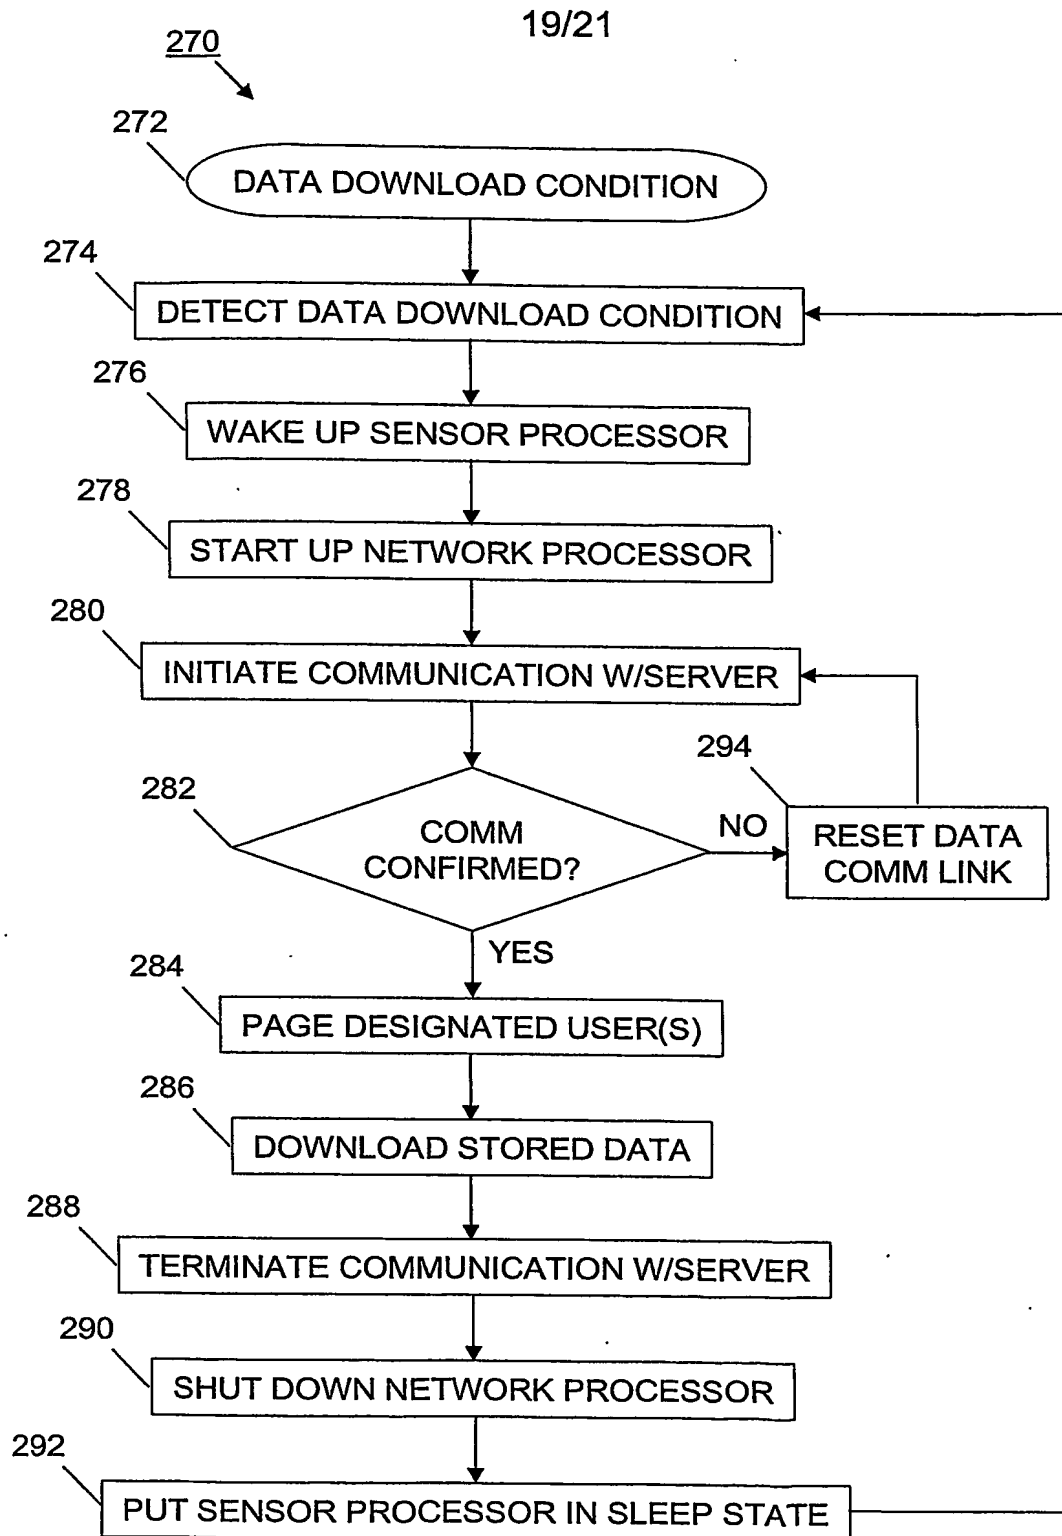 19/21
270
272
DATA DOWNLOAD CONDITION
274
DETECT DATA DOWNLOAD CONDITION
276
WAKE UP SENSOR PROCESSOR
278
START UP NETWORK PROCESSOR
280
INITIATE COMMUNICATION W/SERVER
294
282
COMM
CONFIRMED?
NO
RESET DATA
COMM LINK
YES
284
PAGE DESIGNATED USER(S)
286
DOWNLOAD STORED DATA
288
TERMINATE COMMUNICATION W/SERVER
290
SHUT DOWN NETWORK PROCESSOR
292
PUT SENSOR PROCESSOR IN SLEEP STATE